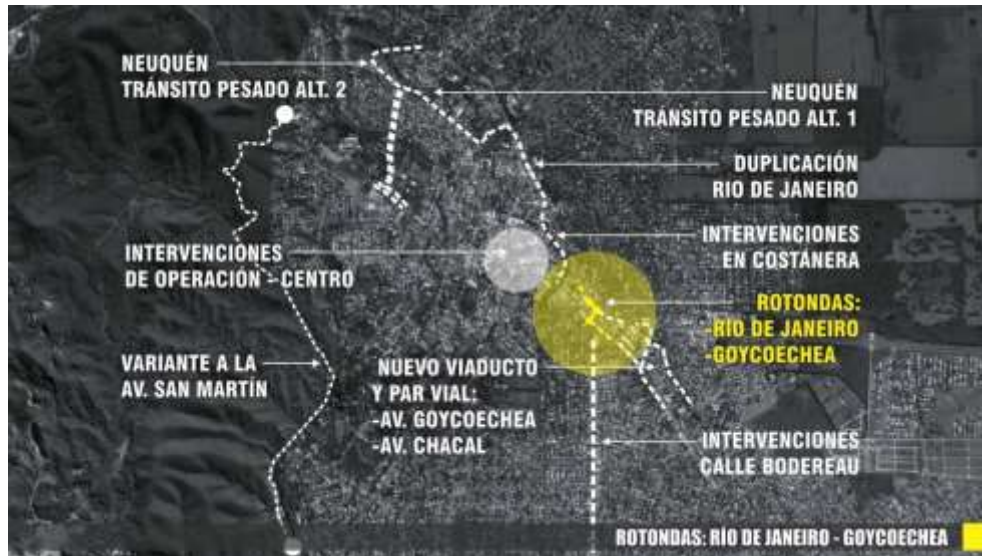 NEUQUÉN
TRÁNSITO PESADO ALT. 2
NEUQUÉN
TRÁNSITO PESADO ALT. 1
DUPLICACIÓN
RIO DE JANEIRO
INTERVENCIONES
DE OPERACIÓN - CENTRO
INTERVENCIONES
EN COSTANERA
ROTONDAS:
-RÍO DE JANEIRO
-GOYCOECHEA
VARIANTE A LA
AV. SAN MARTÍN
NUEVO VIADUCTO
Y PAR VIAL:
-AV. GOYCOECHEA
-AV. CHACAL
INTERVENCIONES
CALLE BODEREAU
ROTONDAS: RÍO DE JANEIRO - GOYCOECHEA